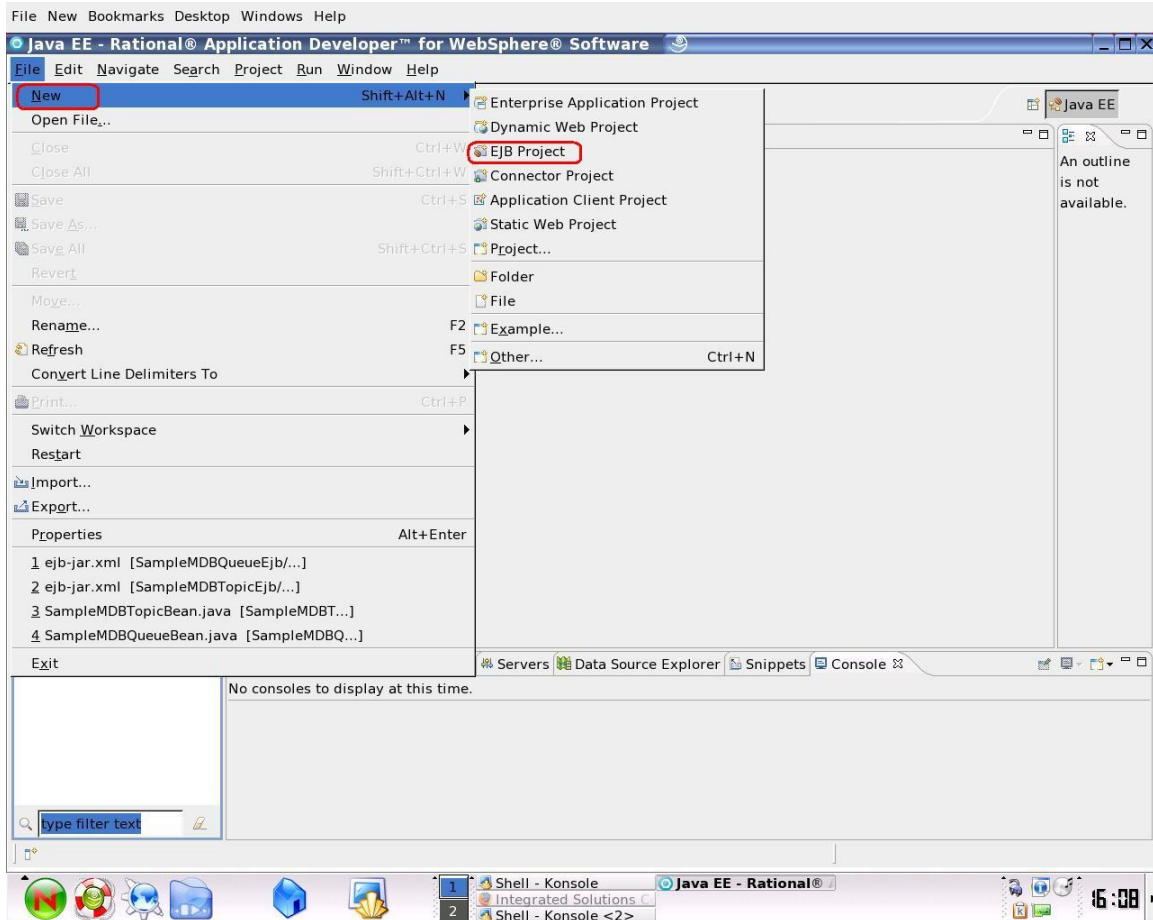 File New Bookmarks Desktop Windows Help
Java EE - Rational® Application Developer™ for WebSphere® Software
File Edit Navigate Search Project Run Window Help
New Shift+Alt+N
Open File...
Close Ctrl+W
Close All Shift+Ctrl+W
Save Ctrl+S
Save As...
Save All Shift+Ctrl+S
Revert
Move...
Rename... F2
Refresh F5
Convert Line Delimiters To
Print... Ctrl+P
Switch Workspace
Restart
Import...
Export...
Properties Alt+Enter
1 ejb-jar.xml [SampleMDBQueueEjb/...]
2 ejb-jar.xml [SampleMDBTopicEjb/...]
3 SampleMDBTopicBean.java [SampleMDBT...]
4 SampleMDBQueueBean.java [SampleMDBQ...]
Exit
Enterprise Application Project
Dynamic Web Project
EJB Project
Connector Project
Application Client Project
Static Web Project
Project...
Folder
File
Example...
Other... Ctrl+N
Java EE
An outline
is not
available.
Servers Data Source Explorer Snippets Console
No consoles to display at this time.
type filter text
1
2
Shell - Konsole
Integrated Solutions C
Shell - Konsole <2>
Java EE - Rational®
16:08